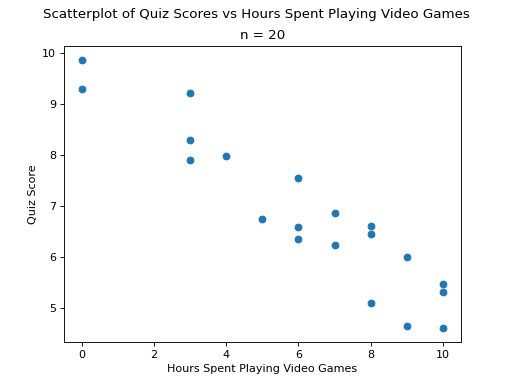 Scatterplot of Quiz Scores vs Hours Spent Playing Video Games
n = 20
10
9
8
7
6
5
Quiz Score
0 2 4 6 8 10
Hours Spent Playing Video Games